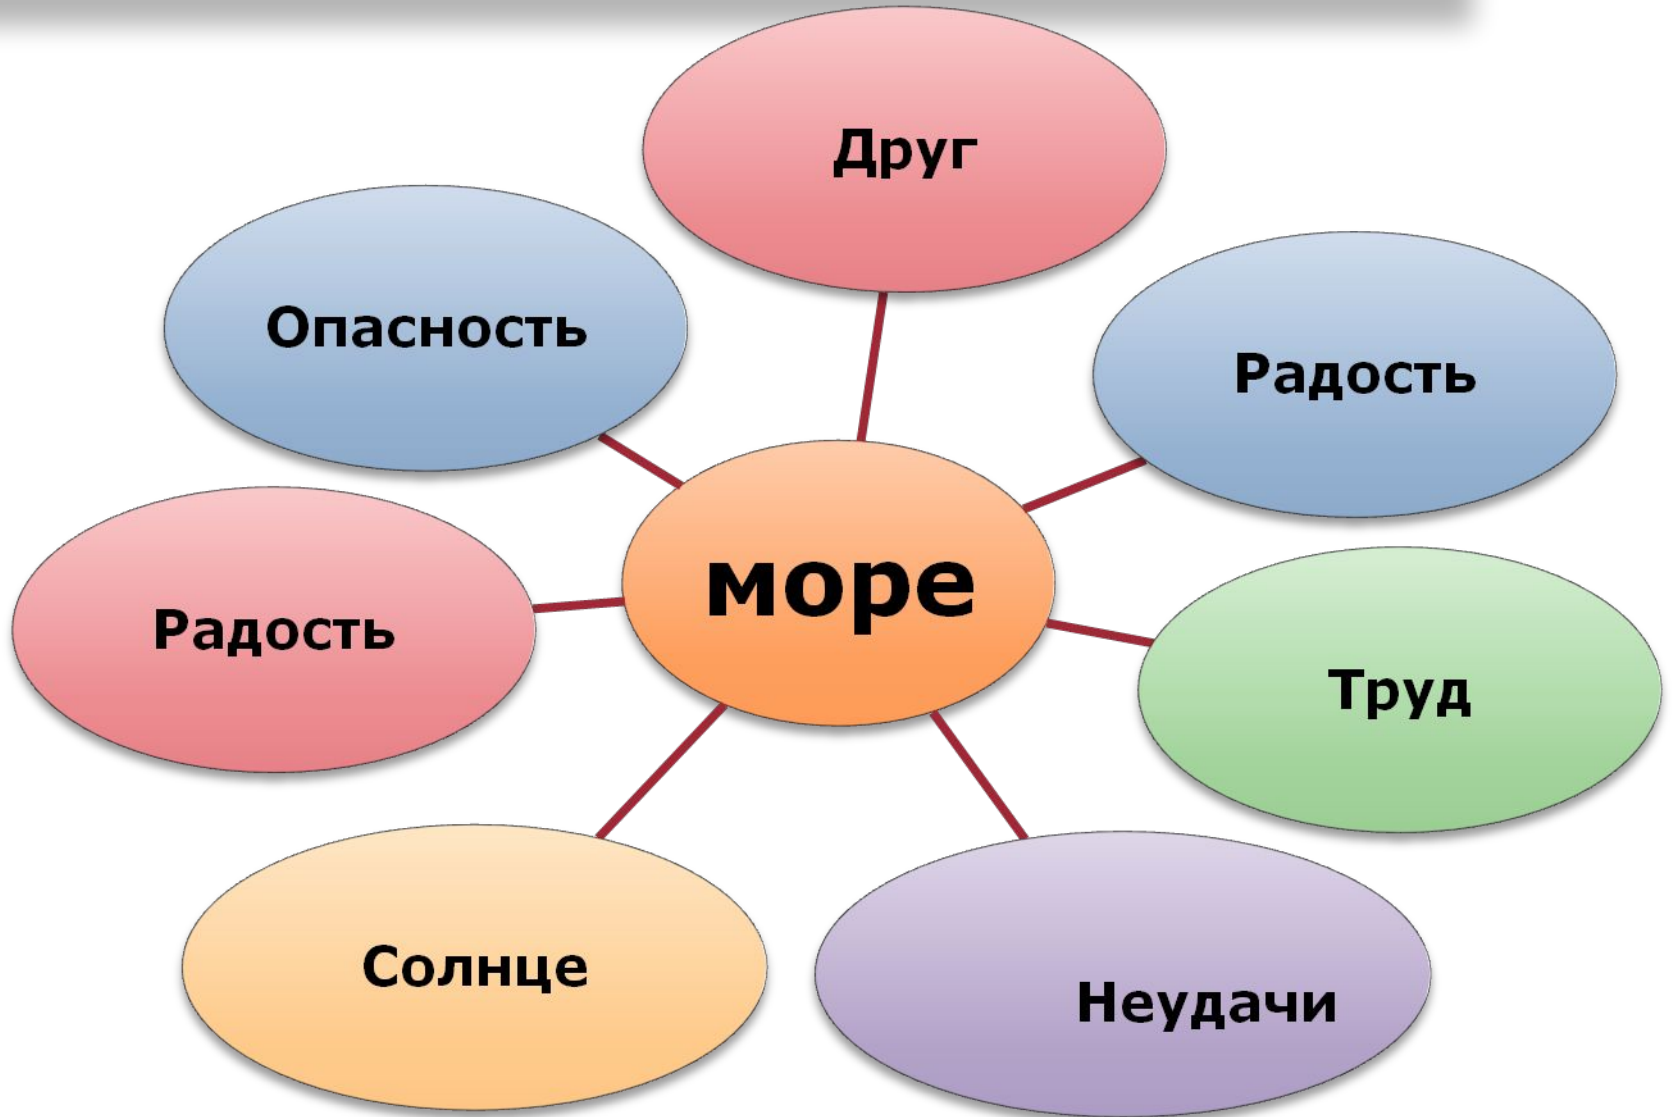 Друг
Опасность
Радость
море
Радость
Труд
Солнце
Неудачи